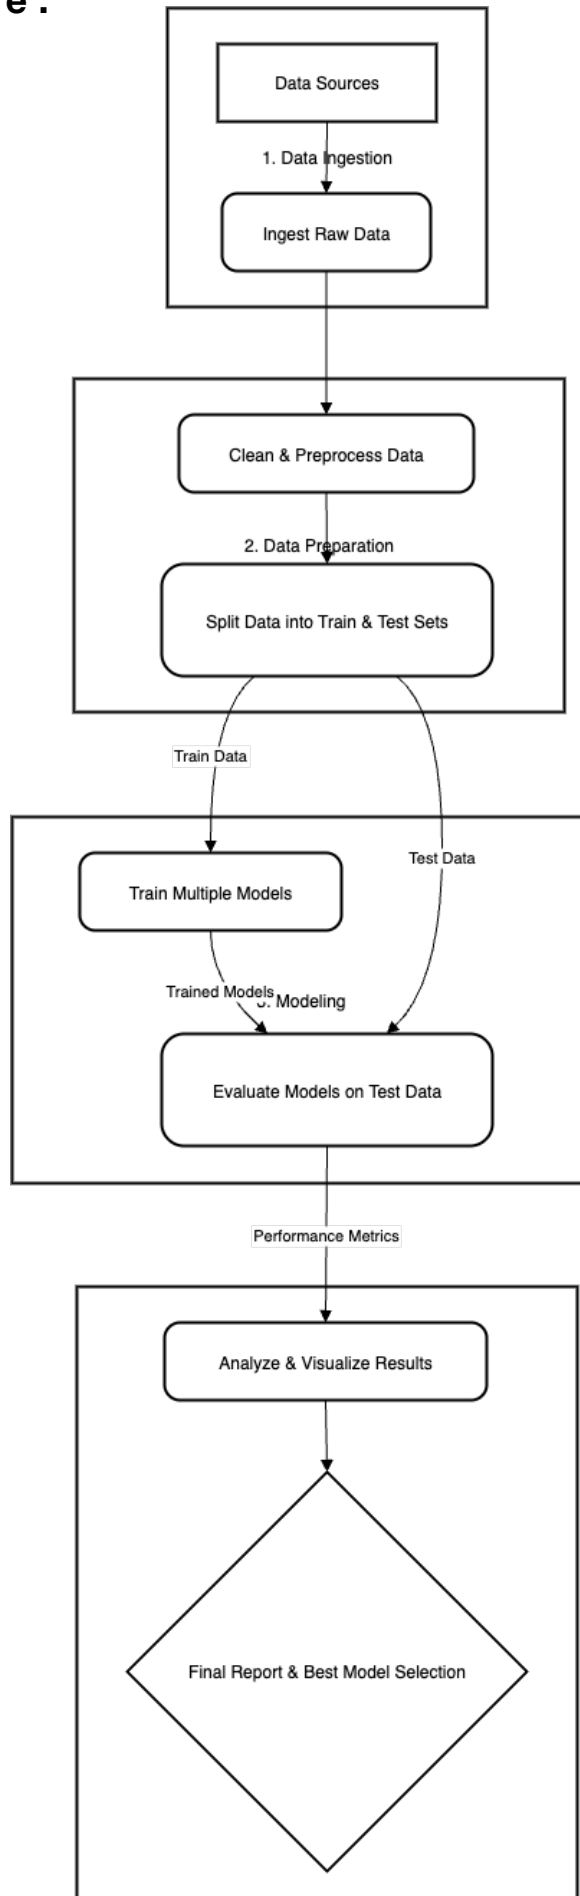 e :
Data Sources
1. Data Ingestion
Ingest Raw Data
Clean & Preprocess Data
2. Data Preparation
Split Data into Train & Test Sets
Train Data
Test Data
Train Multiple Models
Trained Models
Modeling
Evaluate Models on Test Data
Performance Metrics
Analyze & Visualize Results
Final Report & Best Model Selection